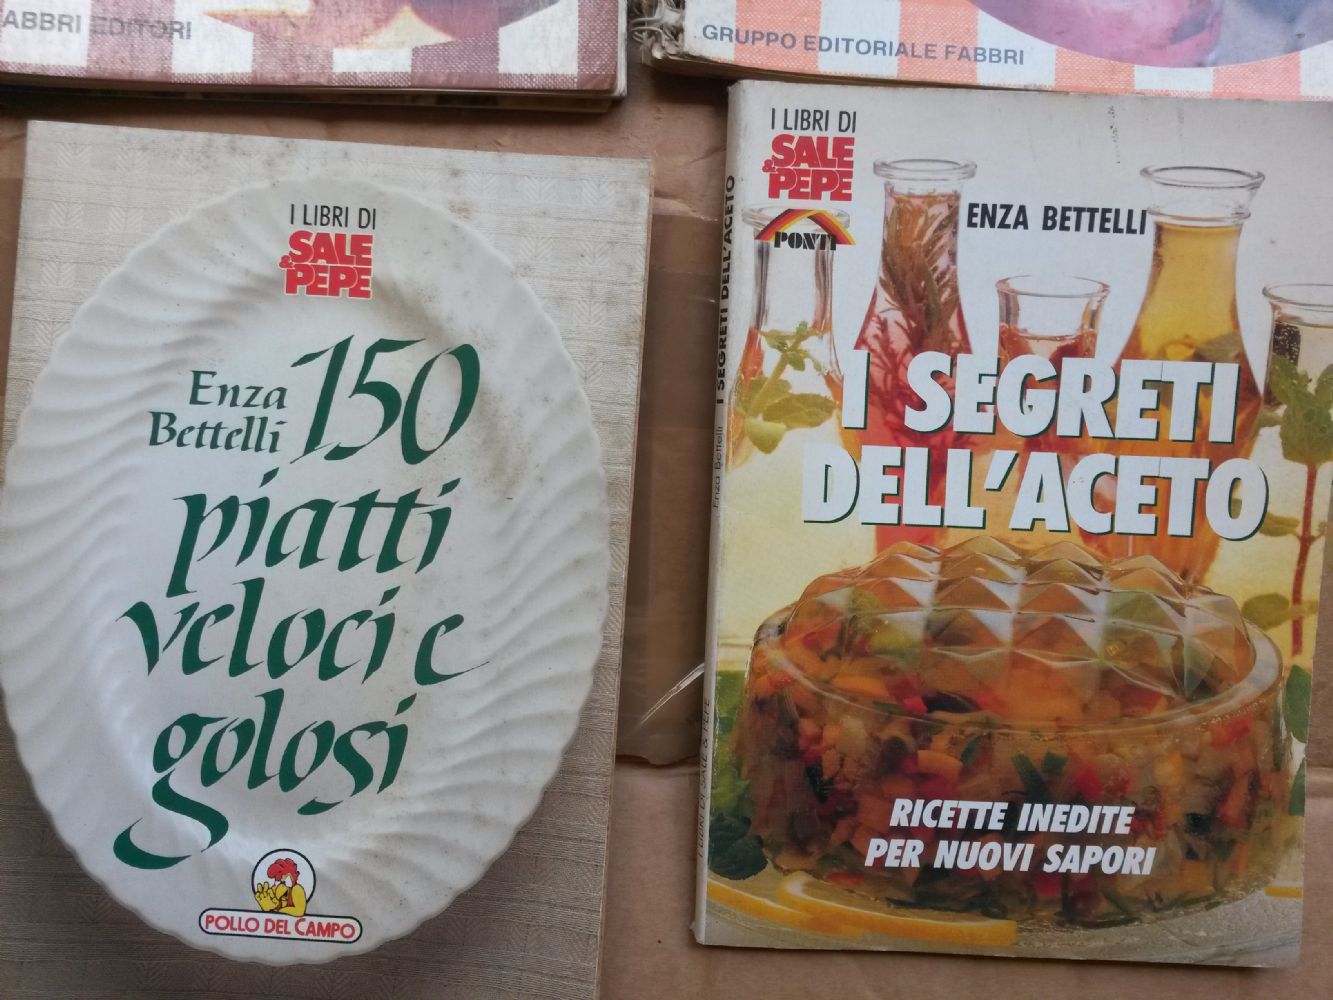 ABBRI EDITORI
GRUPPO EDITORIALE FABBRI
I LIBRI DI
SALE
& PEPE
Enza
Bettelli
150
piatti
veloci e
golosi
POLLO DEL CAMPO
I LIBRI DI
SALE
& PEPE
PONTI
ENZA BETTELLI
I SEGRETI
DELL'ACETO
RICETTE INEDITE
PER NUOVI SAPORI
I LIBRI DI SALE & PEPE Enza Bettelli I SEGRETI DELL'ACETO